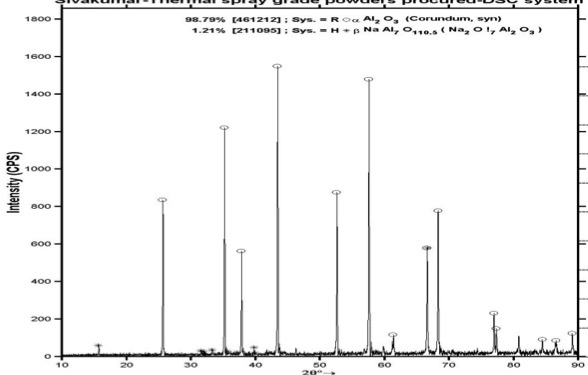 Sivakumar-Thermal spray grade powders procured-DSC system
98.79% [461212] ; Sys. = R ○α Al₂ O₃ (Corundum, syn)
1.21% [211095] ; Sys. = H + β Na Al₇ O₁₁₀.₅ ( Na₂ O !₇ Al₂ O₃ )
1800
1600
1400
1200
1000
800
600
400
200
0
Intensity (CPS)
10 20 30 40 50 60 70 80 90
2θ°→